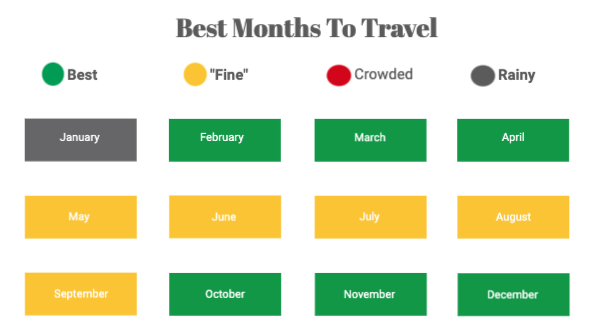 Best Months To Travel
Best "Fine" Crowded Rainy
January February March April
May June July August
September October November December